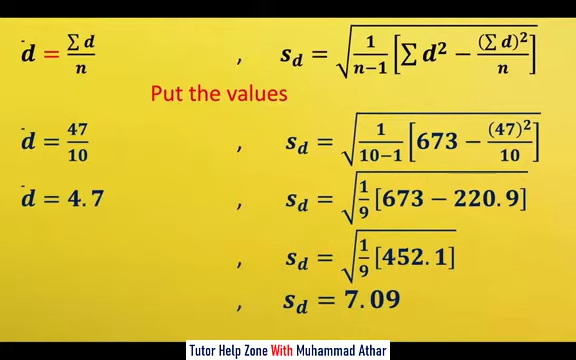 d̄ = ∑ d / n , s_d = √(1/(n−1) [∑ d² − (∑ d)²/n])
Put the values
d̄ = 47/10 , s_d = √(1/(10−1) [673 − (47)²/10])
d̄ = 4.7 , s_d = √(1/9 [673 − 220.9])
, s_d = √(1/9 [452.1])
, s_d = 7.09
Tutor Help Zone With Muhammad Athar